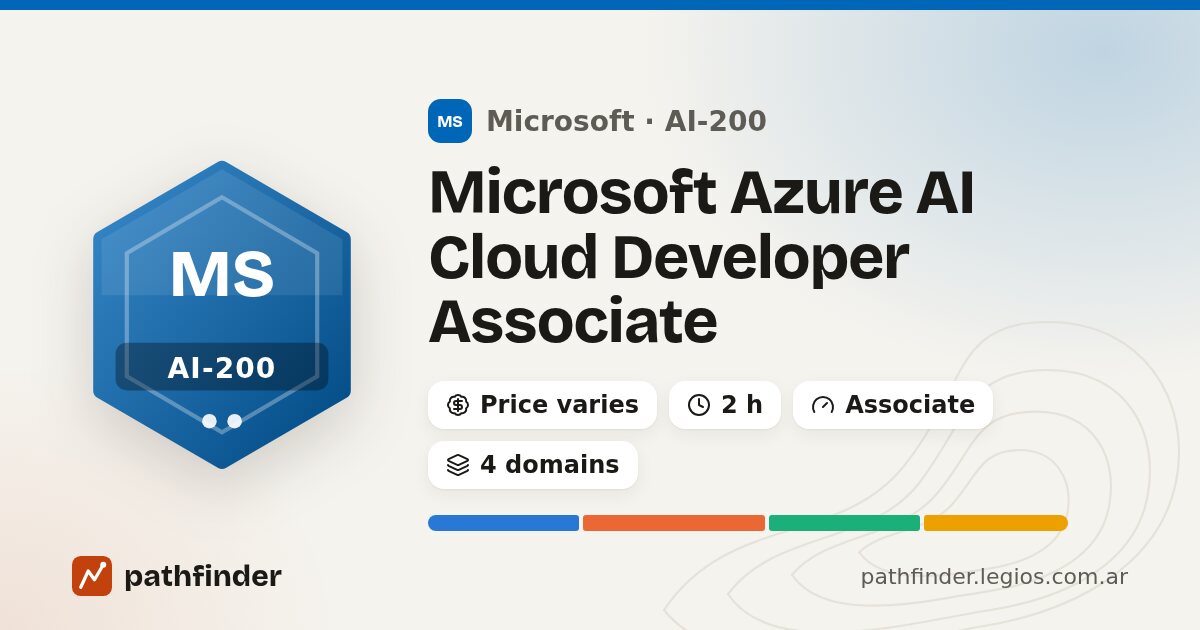 MS
AI-200
MS Microsoft · AI-200
Microsoft Azure AI
Cloud Developer
Associate
Price varies 2 h Associate
4 domains
pathfinder
pathfinder.legios.com.ar